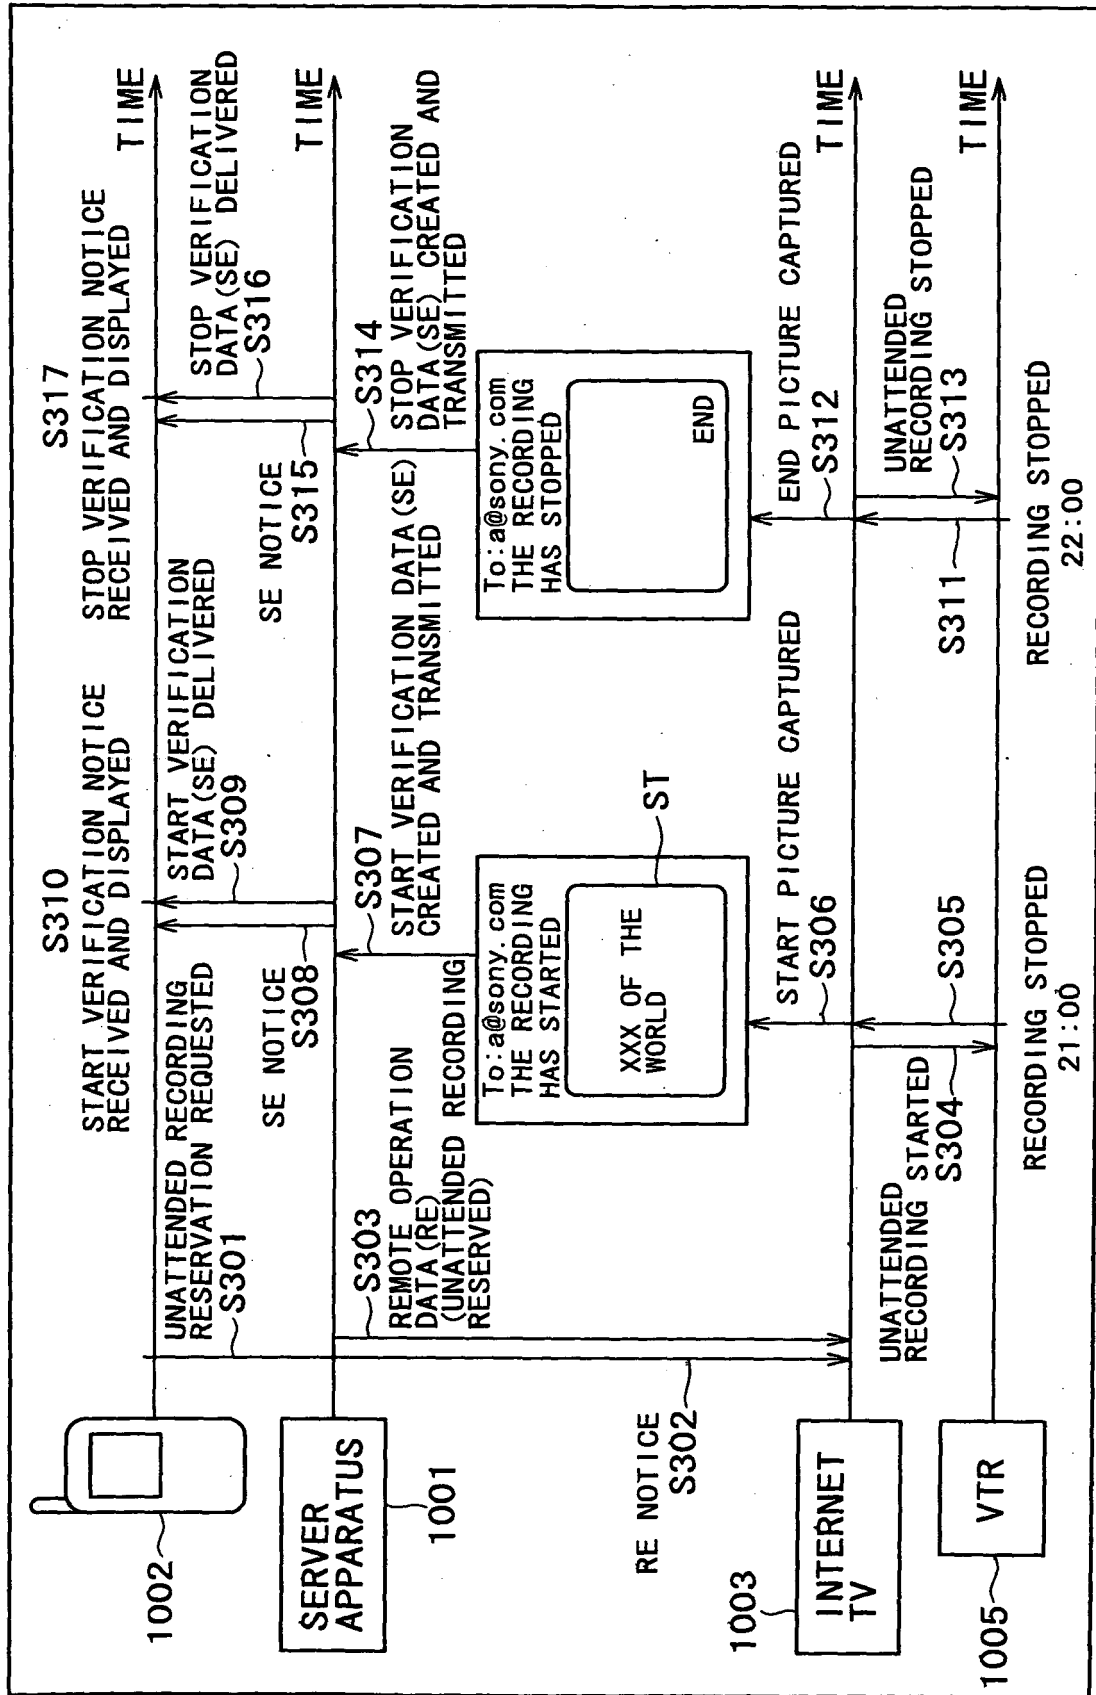 S310
START VERIFICATION NOTICE
RECEIVED AND DISPLAYED
S317
STOP VERIFICATION NOTICE
RECEIVED AND DISPLAYED
TIME
1002
UNATTENDED RECORDING
RESERVATION REQUESTED
S301
START VERIFICATION
DATA(SE) DELIVERED
S309
STOP VERIFICATION
DATA(SE) DELIVERED
S316
SE NOTICE
S308
SE NOTICE
S315
TIME
SERVER
APPARATUS
1001
S303
REMOTE OPERATION
DATA(RE)
(UNATTENDED RECORDING
RESERVED)
S307
START VERIFICATION DATA(SE)
CREATED AND TRANSMITTED
S314
STOP VERIFICATION
DATA(SE) CREATED AND
TRANSMITTED
To:a@sony.com
THE RECORDING
HAS STARTED
XXX OF THE
WORLD
ST
To:a@sony.com
THE RECORDING
HAS STOPPED
END
RE NOTICE
S302
START PICTURE CAPTURED
S306
END PICTURE CAPTURED
S312
TIME
1003
INTERNET
TV
UNATTENDED
RECORDING STARTED
S304
S305
S311
UNATTENDED
RECORDING STOPPED
S313
TIME
VTR
1005
RECORDING STOPPED
21:00
RECORDING STOPPED
22:00